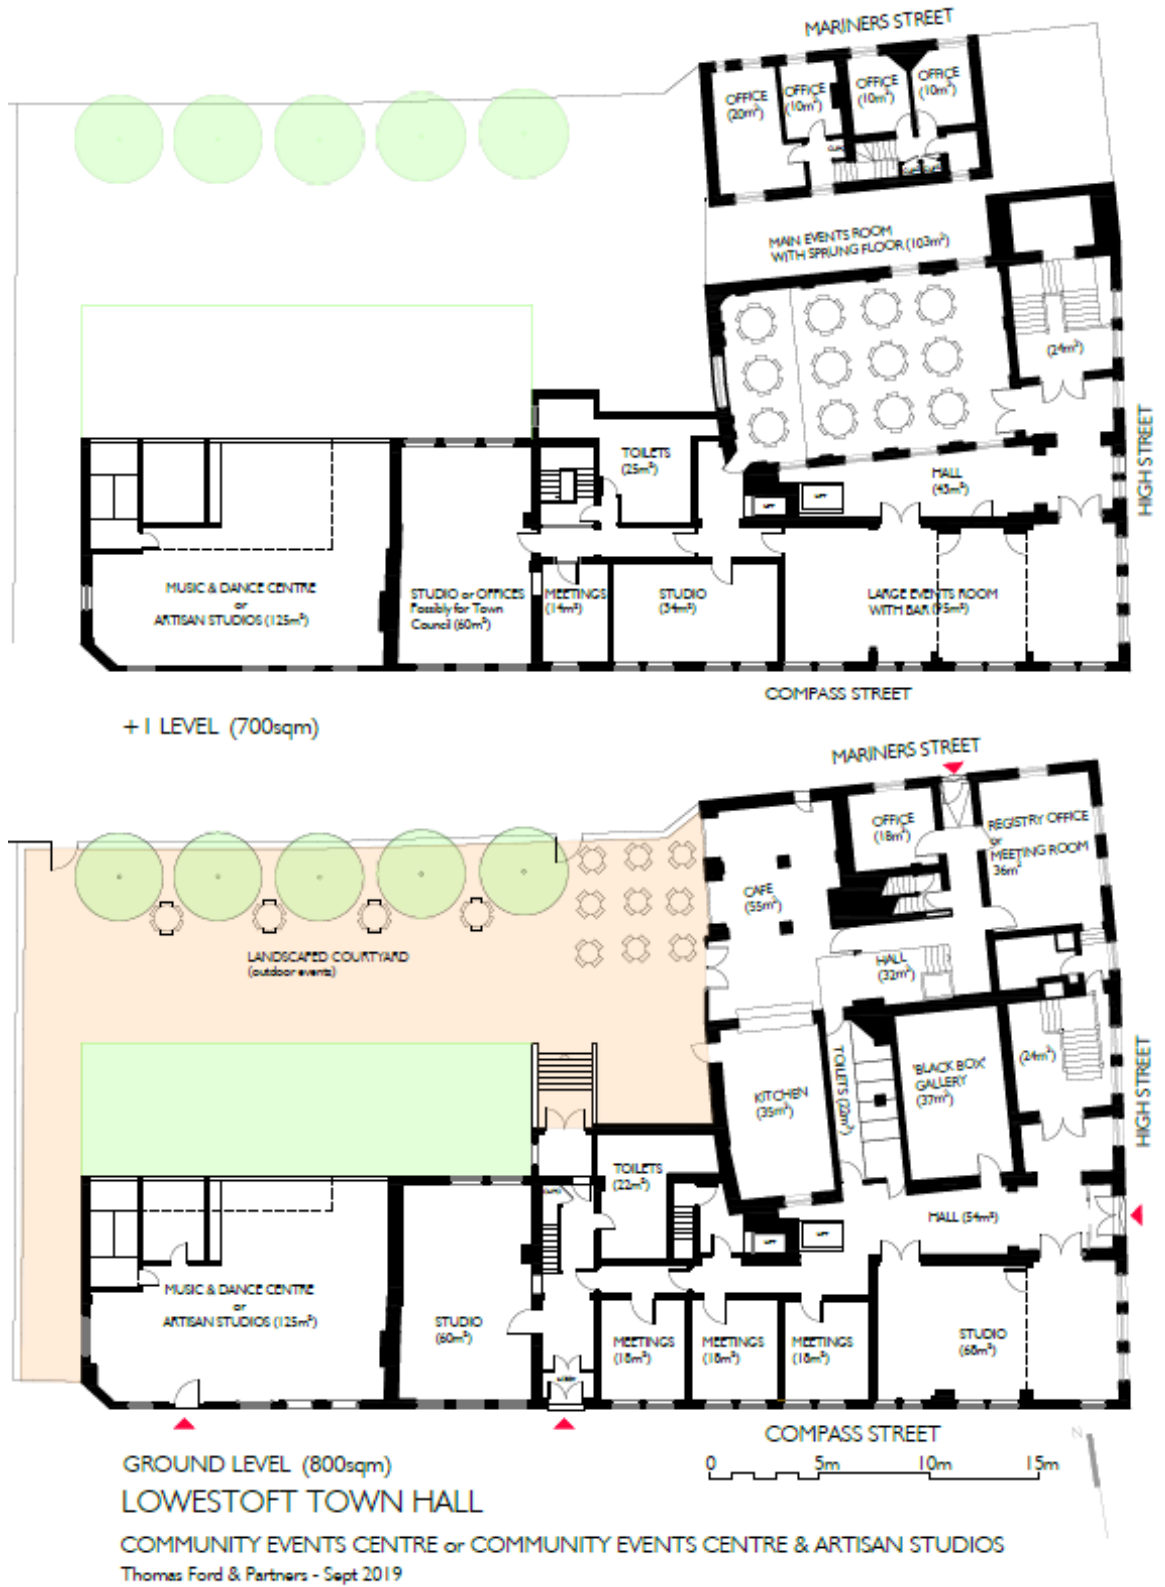 MARINERS STREET
OFFICE
(20m²)
OFFICE
(10m²)
OFFICE
(10m²)
OFFICE
(10m²)
MAIN EVENTS ROOM
WITH SPRUNG FLOOR (103m²)
(24m²)
HIGH STREET
TOILETS
(25m²)
HALL
(45m²)
LIFT
LIFT
MUSIC & DANCE CENTRE
or
ARTISAN STUDIOS (125m²)
STUDIO or OFFICES
Possibly for Town
Council (60m²)
MEETINGS
(14m²)
STUDIO
(34m²)
LARGE EVENTS ROOM
WITH BAR (95m²)
COMPASS STREET
+1 LEVEL (700sqm)
MARINERS STREET
OFFICE
(18m²)
REGISTRY OFFICE
or
MEETING ROOM
36m²
CAFE
(55m²)
LANDSCAPED COURTYARD
(outdoor events)
HALL
(32m²)
TOILETS (22m²)
'BLACK BOX'
GALLERY
(37m²)
(24m²)
HIGH STREET
KITCHEN
(35m²)
TOILETS
(22m²)
HALL (54m²)
LIFT
LIFT
MUSIC & DANCE CENTRE
or
ARTISAN STUDIOS (125m²)
STUDIO
(60m²)
MEETINGS
(18m²)
MEETINGS
(18m²)
MEETINGS
(18m²)
STUDIO
(68m²)
LOBBY
COMPASS STREET
N
GROUND LEVEL (800sqm)
0 5m 10m 15m
LOWESTOFT TOWN HALL
COMMUNITY EVENTS CENTRE or COMMUNITY EVENTS CENTRE & ARTISAN STUDIOS
Thomas Ford & Partners - Sept 2019